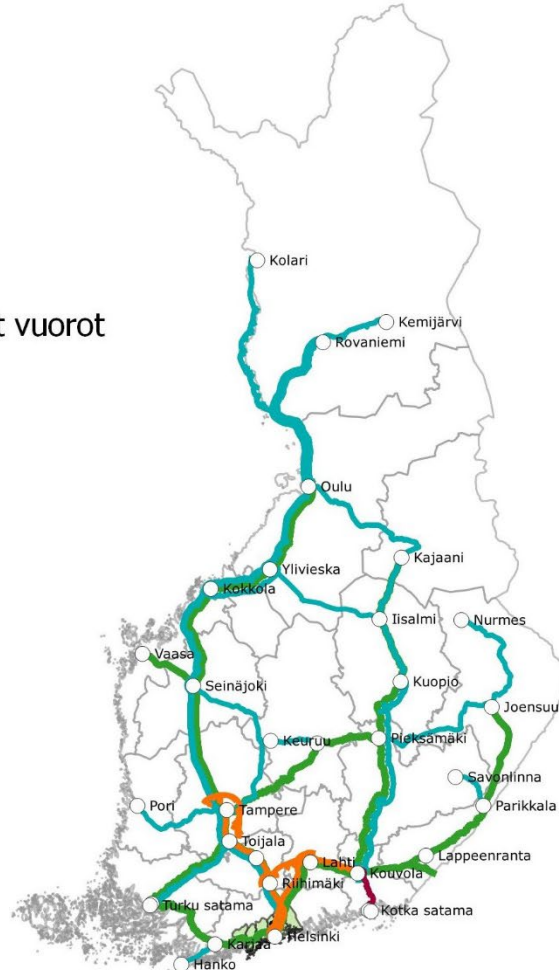 Kolari
t vuorot
Kemijärvi
Rovaniemi
Oulu
Kajaani
Ylivieska
Kokkola
Iisalmi
Nurmes
Vaasa
Seinäjoki
Kuopio
Joensuu
Keuruu
Pieksämäki
Savonlinna
Pori
Tampere
Parikkala
Toijala
Lahti
Lappeenranta
Riihimäki
Kouvola
Turku satama
Kotka satama
Karjaa
Helsinki
Hanko